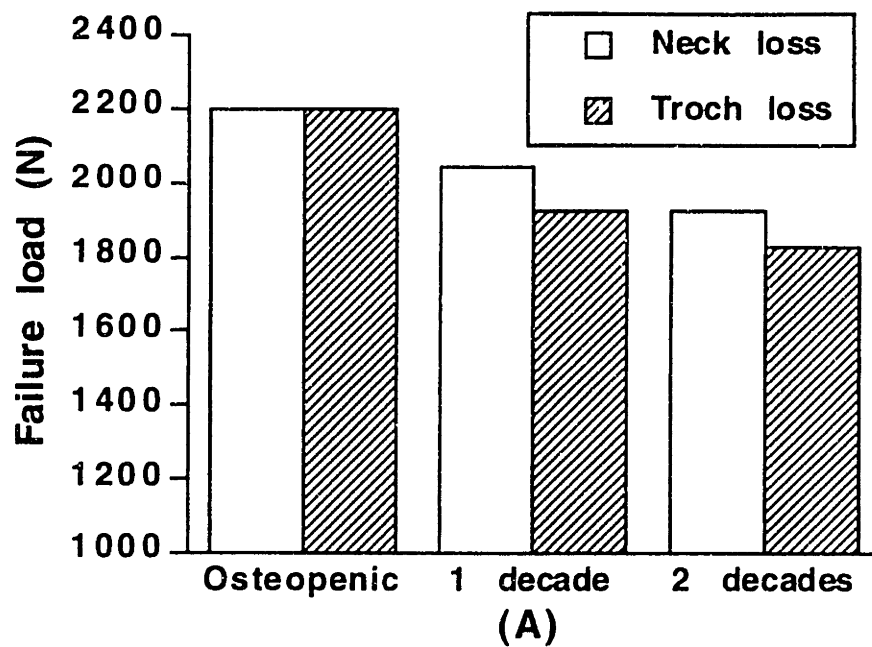 2400
2200
2000
1800
1600
1400
1200
1000
Failure load (N)
Neck loss
Troch loss
Osteopenic 1 decade 2 decades
(A)